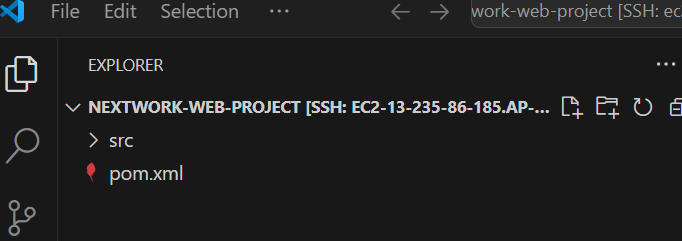 Edit Selection ··· work-web-project [SSH: ec
EXPLORER ···
NEXTWORK-WEB-PROJECT [SSH: EC2-13-235-86-185.AP-...
src
pom.xml